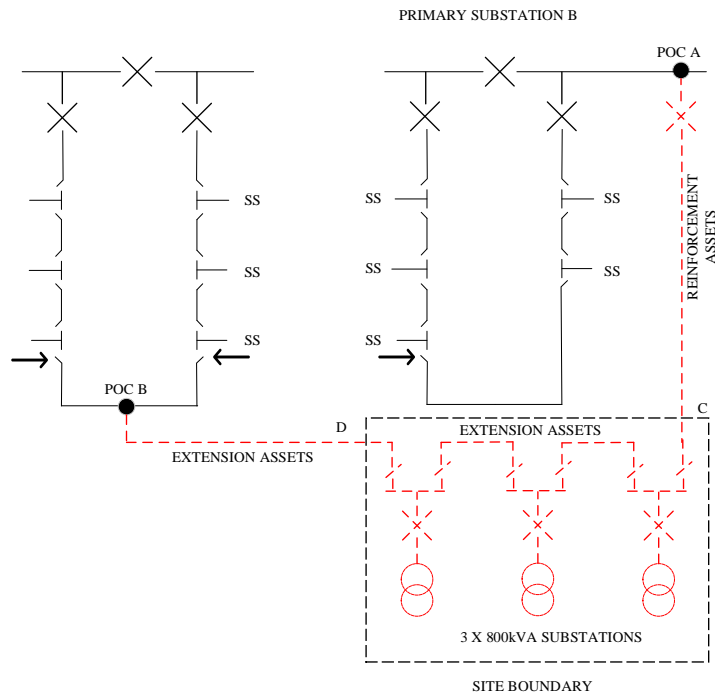 PRIMARY SUBSTATION B
POC A
SS
SS
SS
SS
SS
SS
SS
SS
REINFORCEMENT
ASSETS
POC B
C
D
EXTENSION ASSETS
EXTENSION ASSETS
3 X 800kVA SUBSTATIONS
SITE BOUNDARY